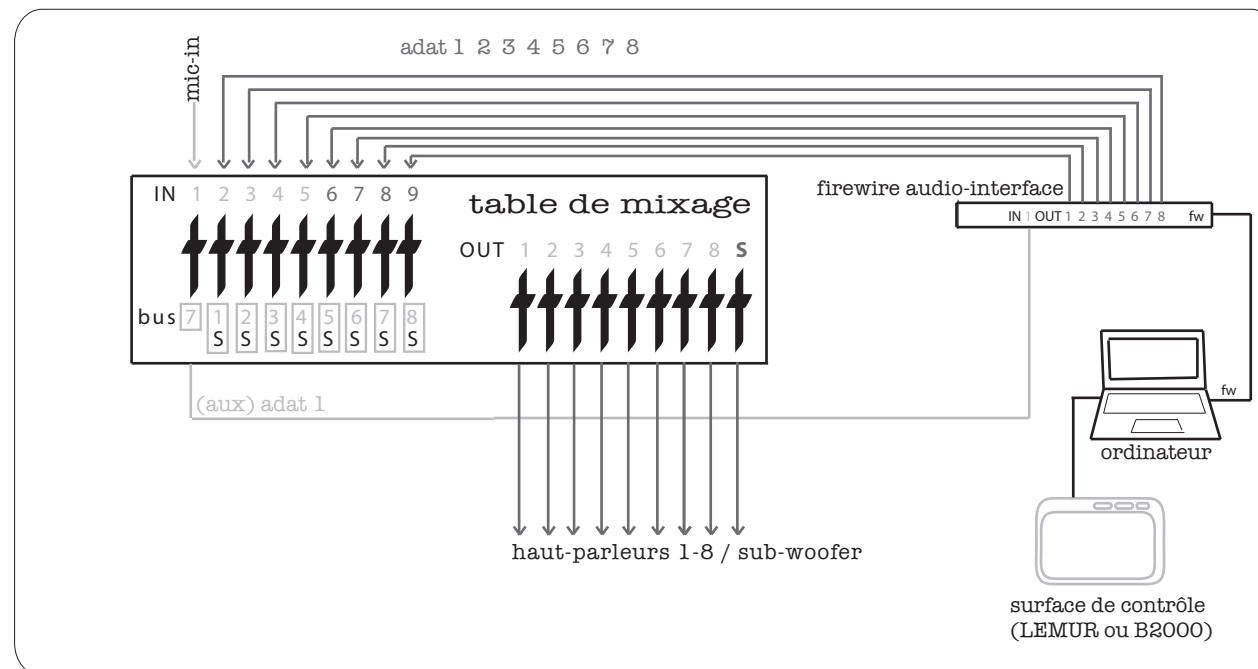 mic-in
adat 1 2 3 4 5 6 7 8
IN 1 2 3 4 5 6 7 8 9
table de mixage
OUT 1 2 3 4 5 6 7 8 S
bus 7 1 2 3 4 5 6 7 8
S S S S S S S S
(aux) adat 1
haut-parleurs 1-8 / sub-woofer
firewire audio-interface
IN 1 OUT 1 2 3 4 5 6 7 8 fw
fw
ordinateur
surface de contrôle
(LEMUR ou B2000)